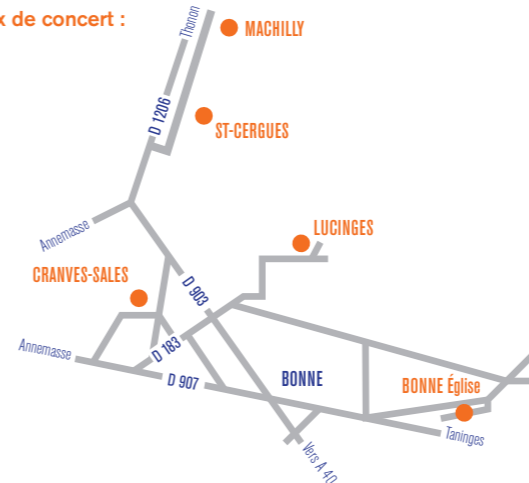 x de concert :
Thonon
MACHILLY
D 1206
ST-CERGUES
Annemasse
LUCINGES
CRANVES-SALES
D 903
Annemasse
D 183
D 907
BONNE
BONNE Église
Taninges
Vers A 40